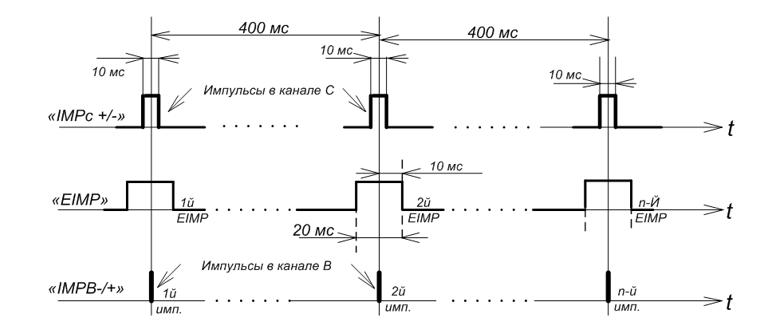 400 мс
400 мс
10 мс
10 мс
10 мс
Импульсы в канале С
«IMPc +/-»
t
10 мс
«EIMP»
1й
EIMP
2й
EIMP
n-Й
EIMP
t
20 мс
Импульсы в канале В
«IMPB-/+»
1й
имп.
2й
имп.
n-й
имп.
t